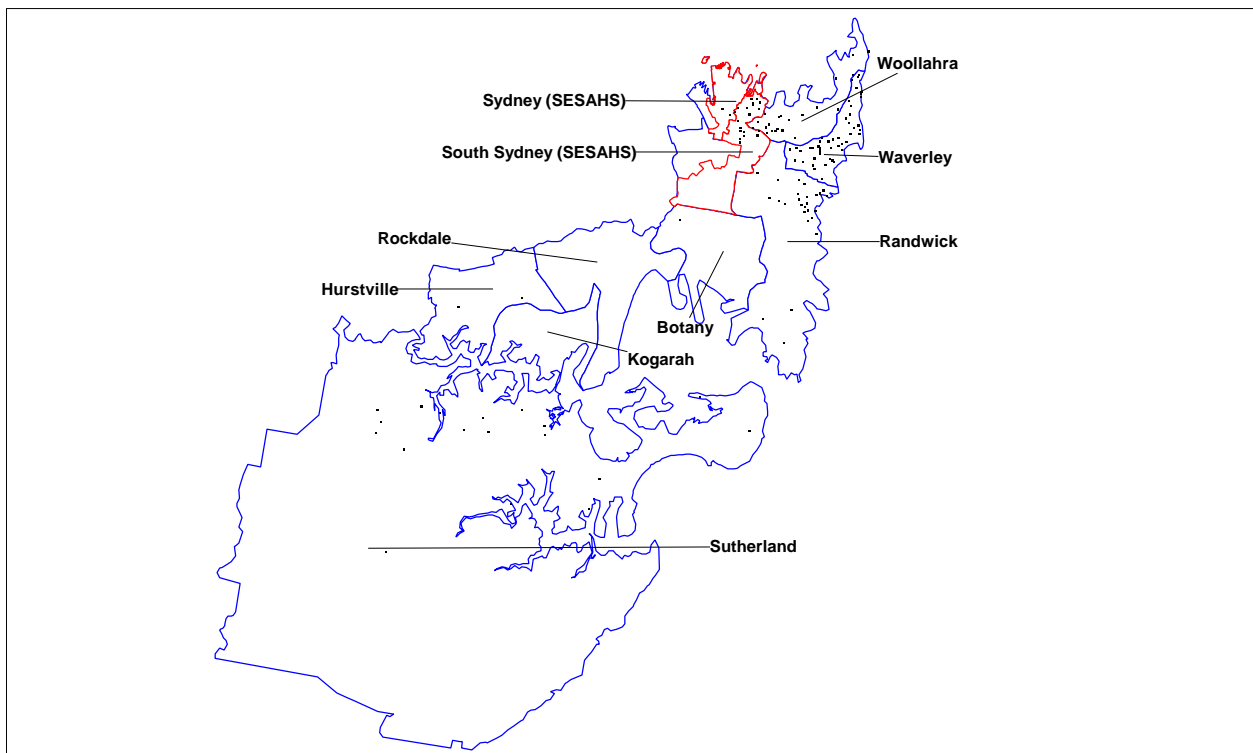 Woollahra
Sydney (SESAHS)
South Sydney (SESAHS)
Waverley
Rockdale
Randwick
Hurstville
Botany
Kogarah
Sutherland